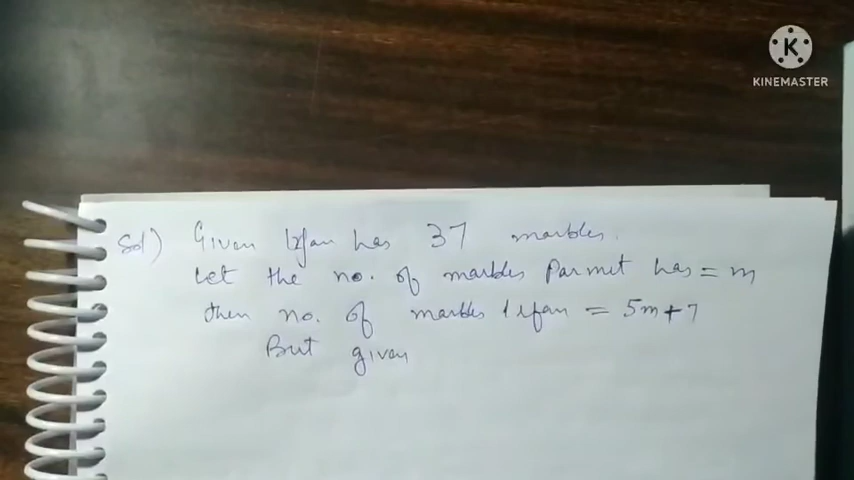 KINEMASTER
Sol) Given Irfan has 37 marbles.
Let the no. of marbles Parmit has = m
then no. of marbles Irfan = 5m+7
But given